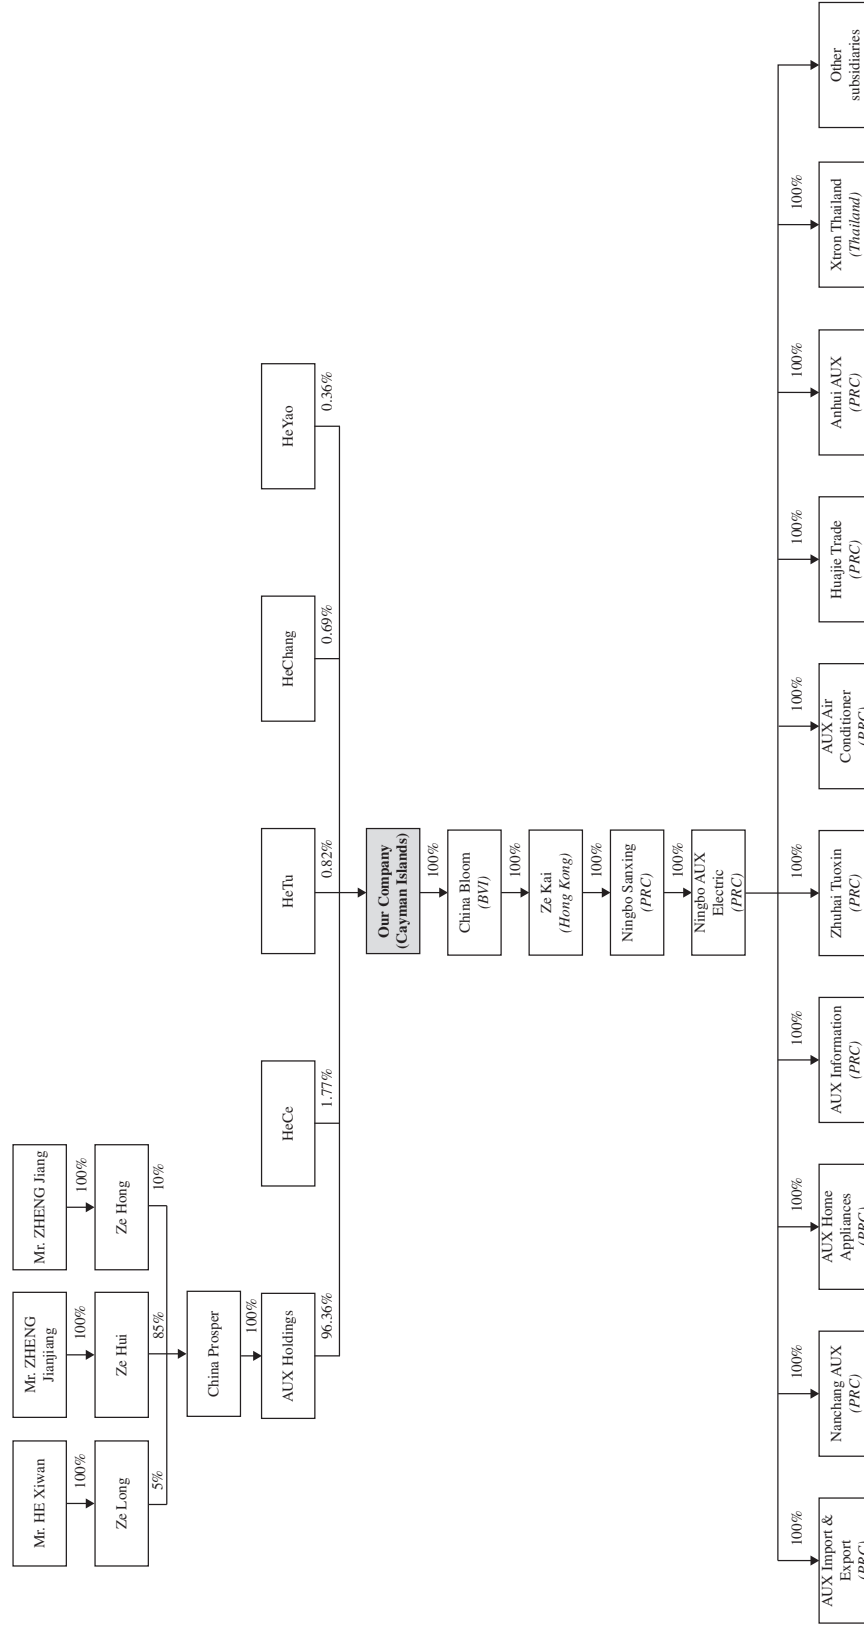 Mr. HE Xiwan
Mr. ZHENG
Jianjiang
Mr. ZHENG Jiang
100%
100%
100%
Ze Long
Ze Hui
Ze Hong
5%
85%
10%
China Prosper
100%
AUX Holdings
HeCe
HeTu
HeChang
HeYao
96.36%
1.77%
0.82%
0.69%
0.36%
Our Company
(Cayman Islands)
100%
China Bloom
(BVI)
100%
Ze Kai
(Hong Kong)
100%
Ningbo Sanxing
(PRC)
100%
Ningbo AUX
Electric
(PRC)
100%
100%
100%
100%
100%
100%
100%
100%
100%
AUX Import &
Export
(PRC)
Nanchang AUX
(PRC)
AUX Home
Appliances
(PRC)
AUX Information
(PRC)
Zhuhai Tuoxin
(PRC)
AUX Air
Conditioner
(PRC)
Huajie Trade
(PRC)
Anhui AUX
(PRC)
Xtron Thailand
(Thailand)
Other
subsidiaries